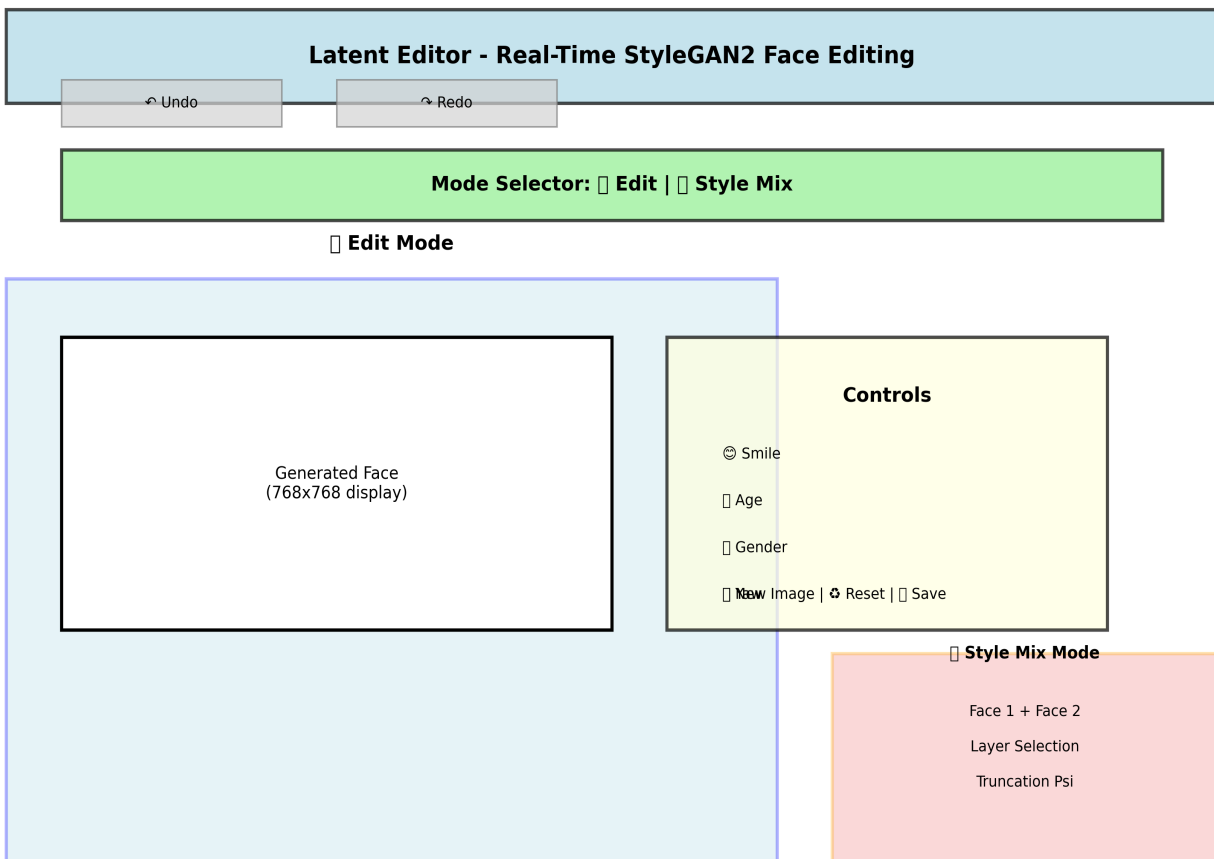 Latent Editor - Real-Time StyleGAN2 Face Editing
↶ Undo
↷ Redo
Mode Selector: ▯ Edit | ▯ Style Mix
▯ Edit Mode
Generated Face
(768x768 display)
Controls
😊 Smile
▯ Age
▯ Gender
▯ Yaw
▯ New Image | ♻ Reset | ▯ Save
▯ Style Mix Mode
Face 1 + Face 2
Layer Selection
Truncation Psi